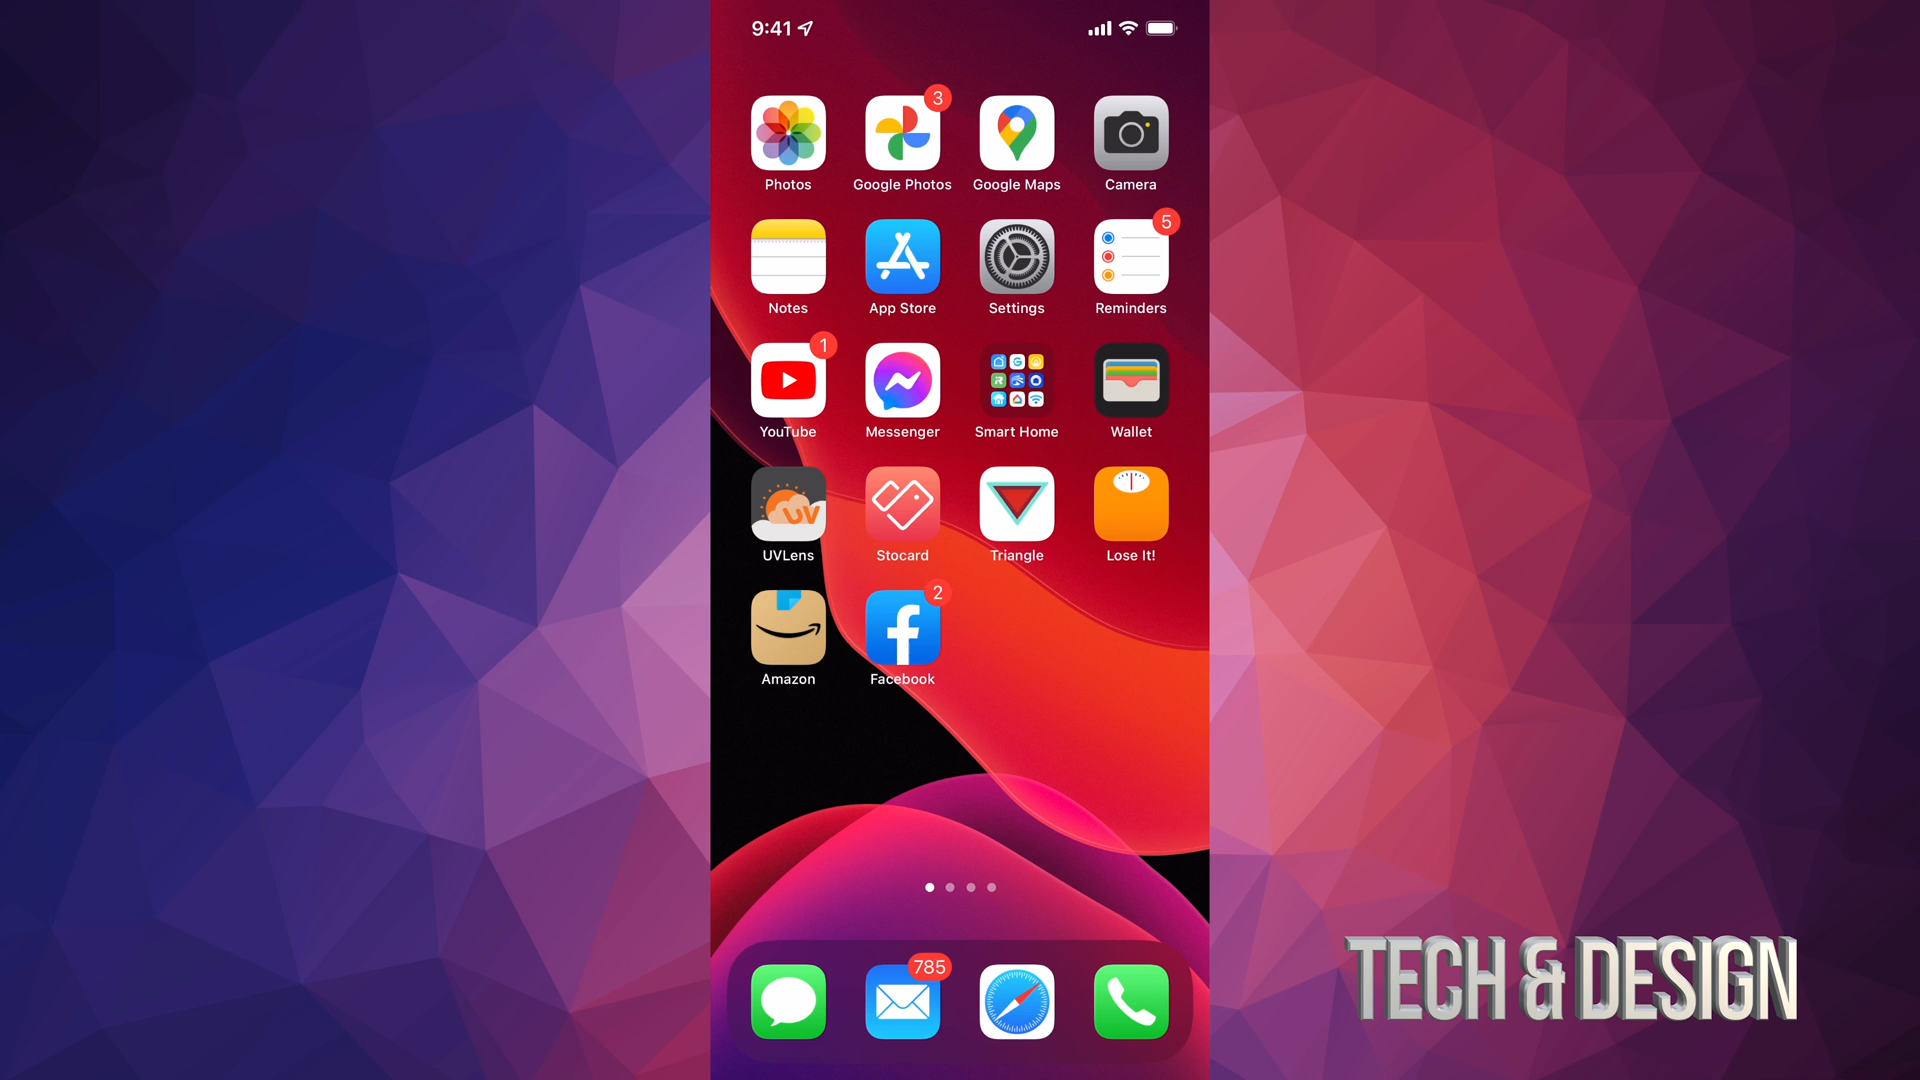 9:41
3
Photos Google Photos Google Maps Camera
5
Notes App Store Settings Reminders
1
YouTube Messenger Smart Home Wallet
UV
UVLens Stocard Triangle Lose It!
2
Amazon Facebook
785
TECH & DESIGN